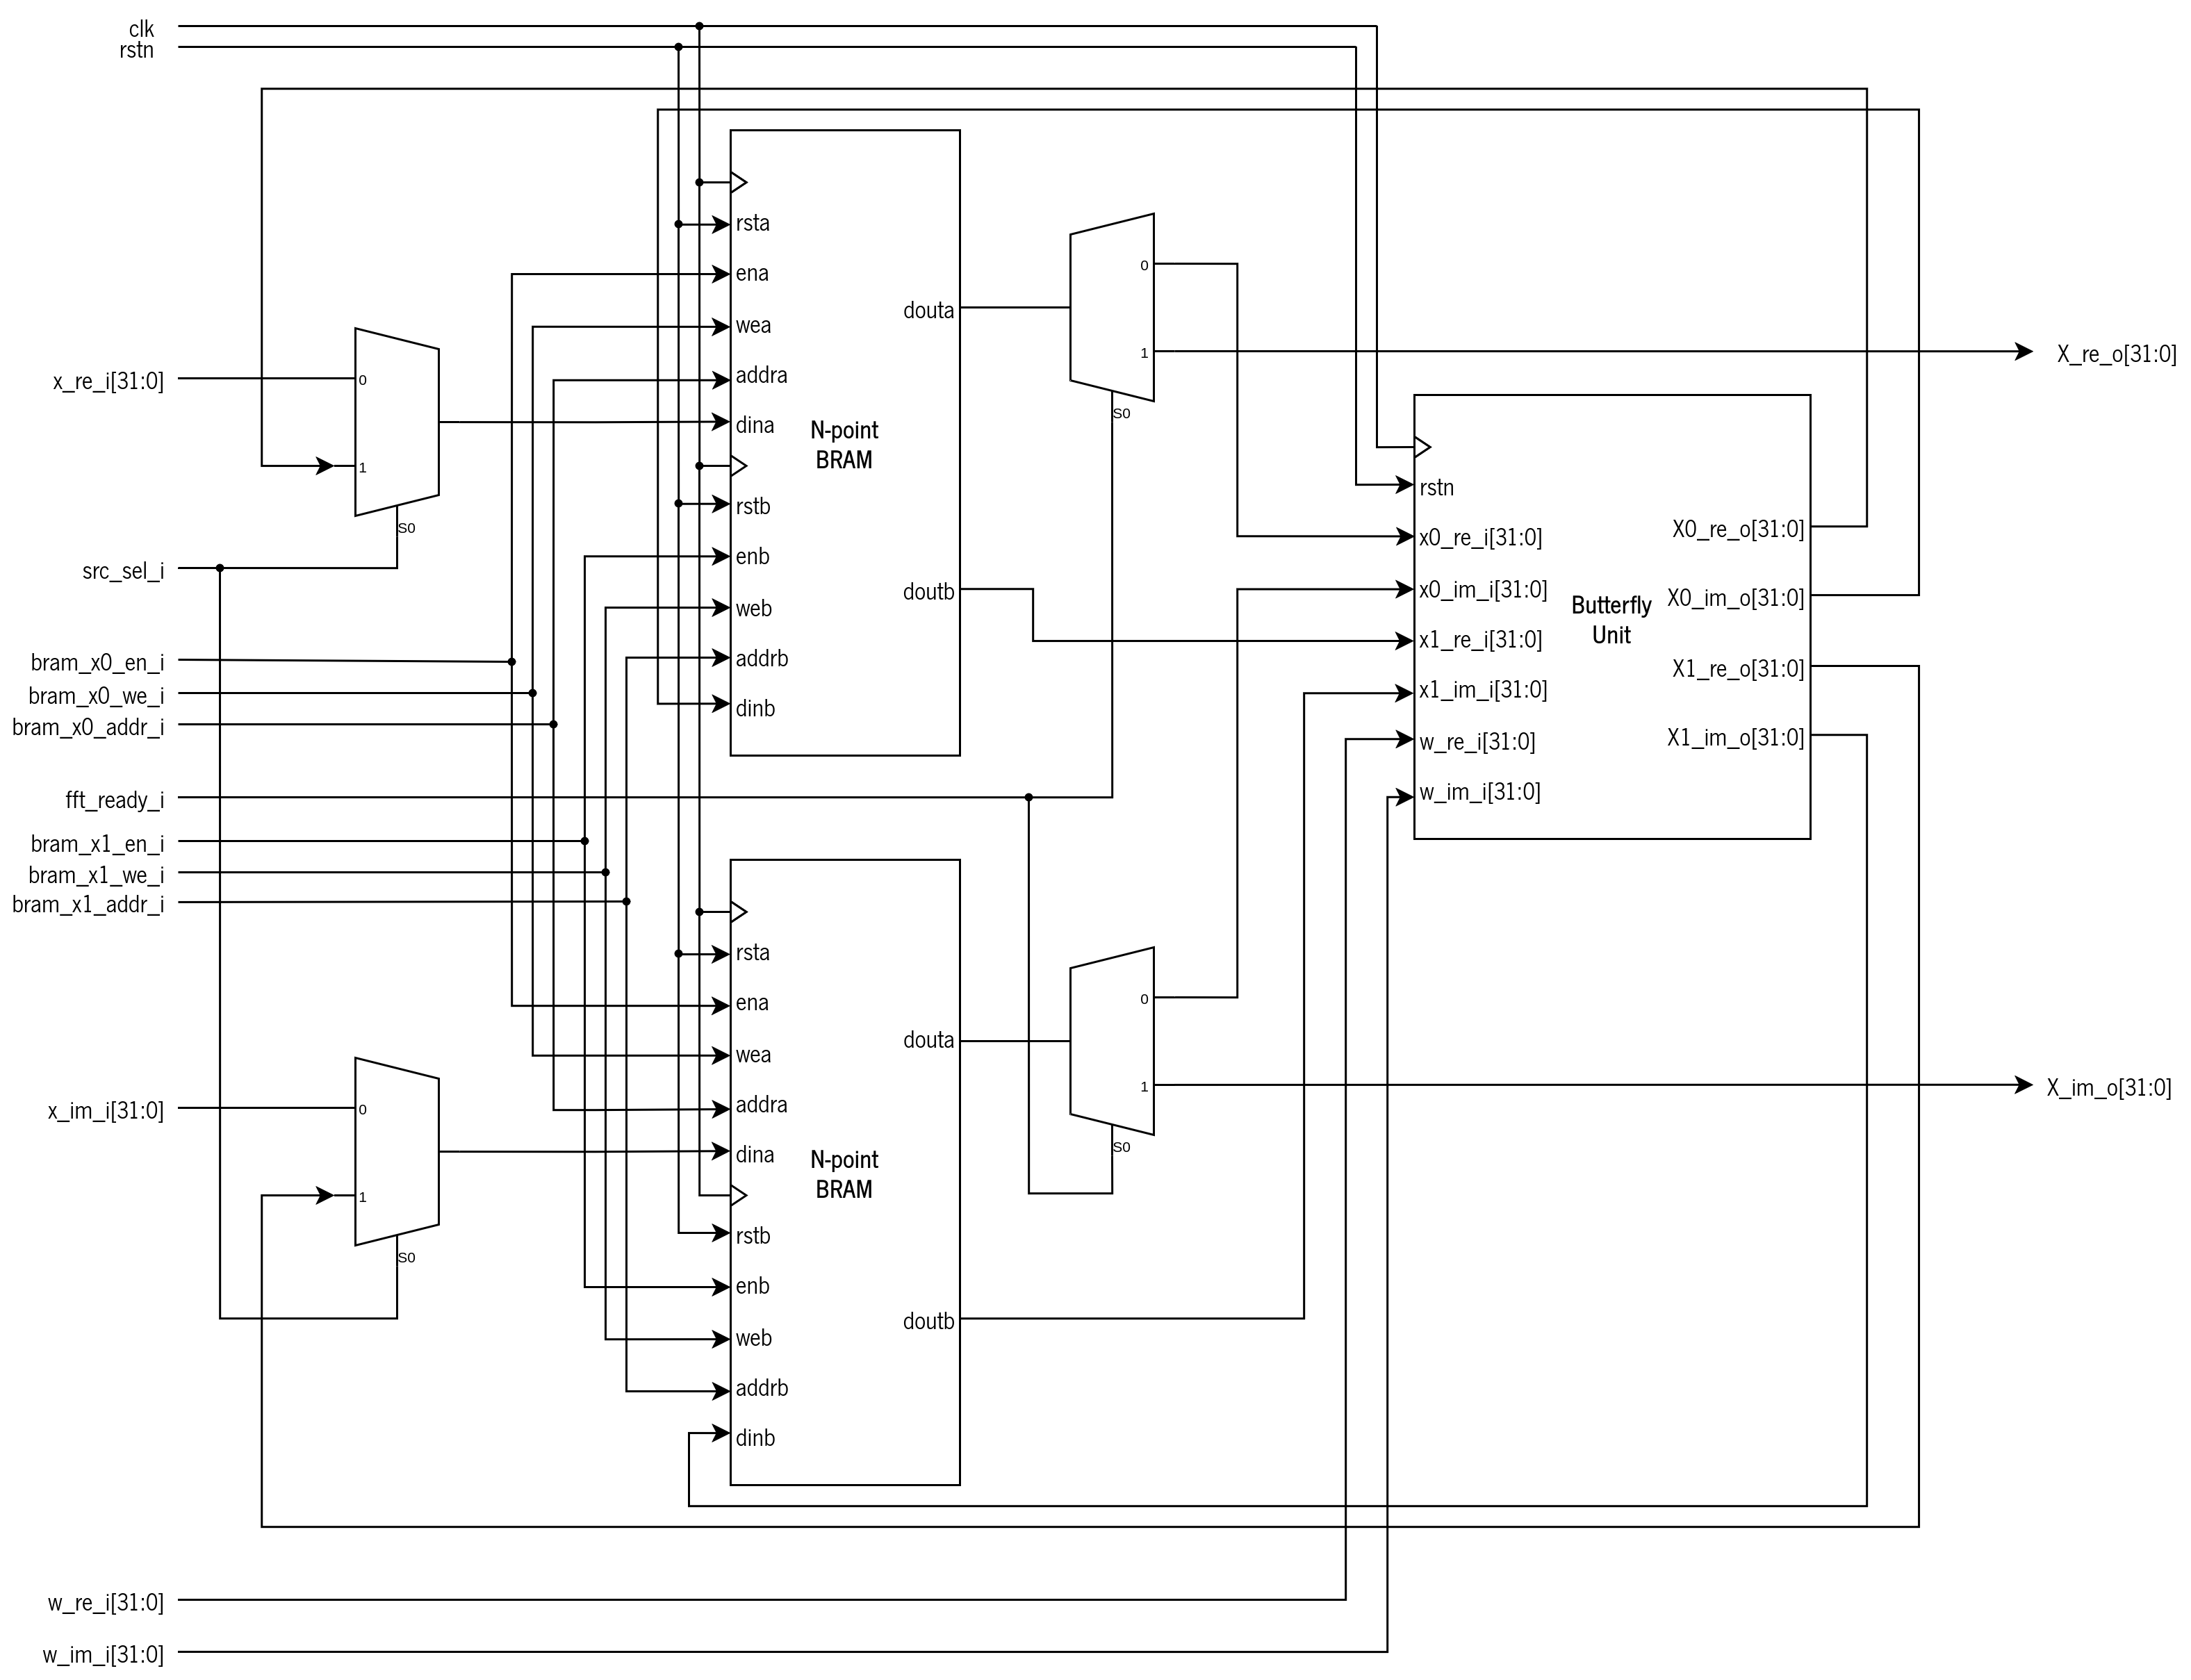 clk
rstn
x_re_i[31:0]
src_sel_i
bram_x0_en_i
bram_x0_we_i
bram_x0_addr_i
fft_ready_i
bram_x1_en_i
bram_x1_we_i
bram_x1_addr_i
x_im_i[31:0]
w_re_i[31:0]
w_im_i[31:0]
0
1
S0
0
1
S0
rsta
ena
wea
addra
dina
rstb
enb
web
addrb
dinb
N-point
BRAM
douta
doutb
rsta
ena
wea
addra
dina
rstb
enb
web
addrb
dinb
N-point
BRAM
douta
doutb
0
1
S0
0
1
S0
rstn
x0_re_i[31:0]
x0_im_i[31:0]
x1_re_i[31:0]
x1_im_i[31:0]
w_re_i[31:0]
w_im_i[31:0]
Butterfly
Unit
X0_re_o[31:0]
X0_im_o[31:0]
X1_re_o[31:0]
X1_im_o[31:0]
X_re_o[31:0]
X_im_o[31:0]